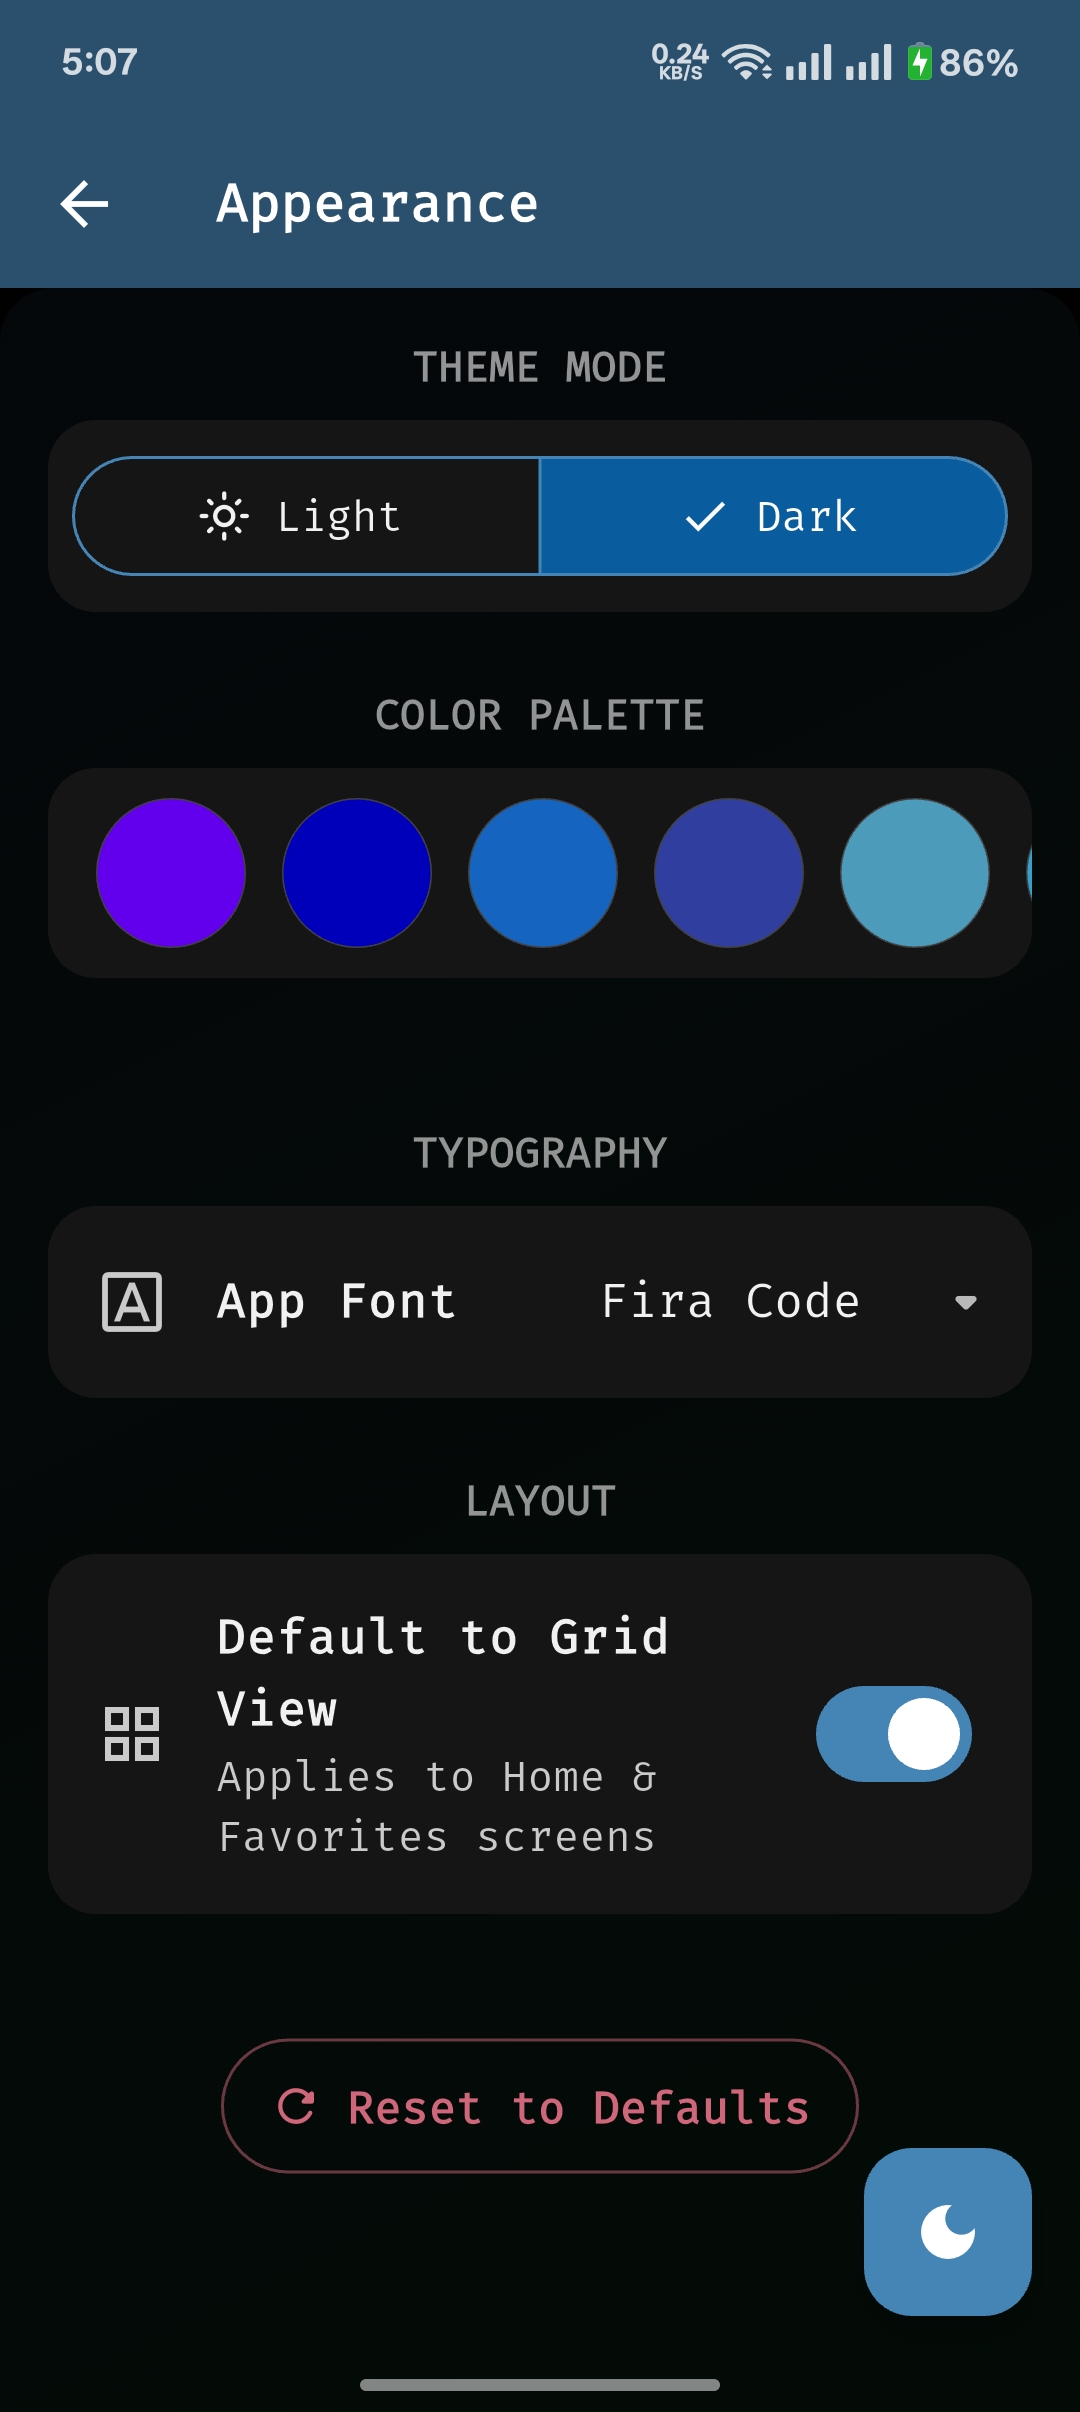 5:07
0.24
KB/S
86%
Appearance
THEME MODE
Light
Dark
COLOR PALETTE
TYPOGRAPHY
App Font
Fira Code
LAYOUT
Default to Grid
View
Applies to Home &
Favorites screens
Reset to Defaults